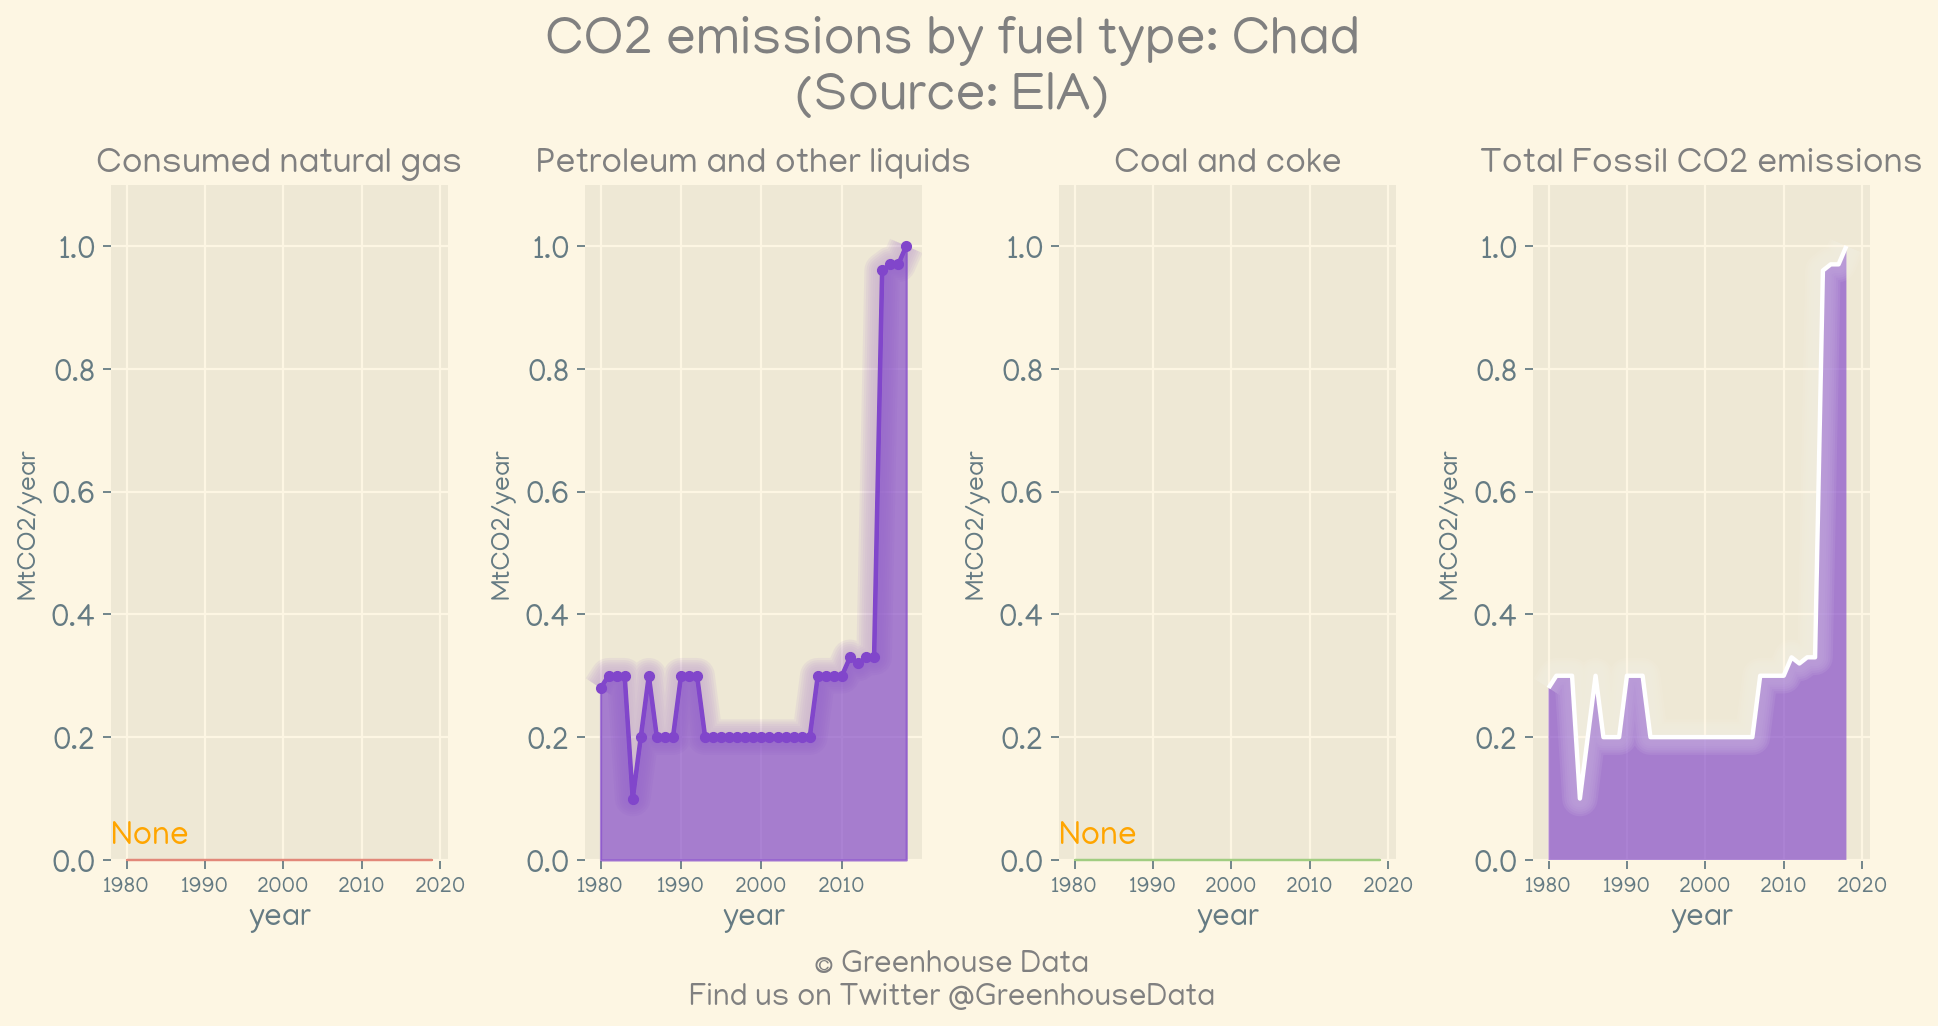 CO2 emissions by fuel type: Chad
(Source: EIA)
Consumed natural gas
Petroleum and other liquids
Coal and coke
Total Fossil CO2 emissions
MtCO2/year
1.0
0.8
0.6
0.4
0.2
0.0
None
1980 1990 2000 2010 2020
year
MtCO2/year
1.0
0.8
0.6
0.4
0.2
0.0
1980 1990 2000 2010
year
MtCO2/year
1.0
0.8
0.6
0.4
0.2
0.0
None
1980 1990 2000 2010 2020
year
MtCO2/year
1.0
0.8
0.6
0.4
0.2
0.0
1980 1990 2000 2010 2020
year
© Greenhouse Data
Find us on Twitter @GreenhouseData